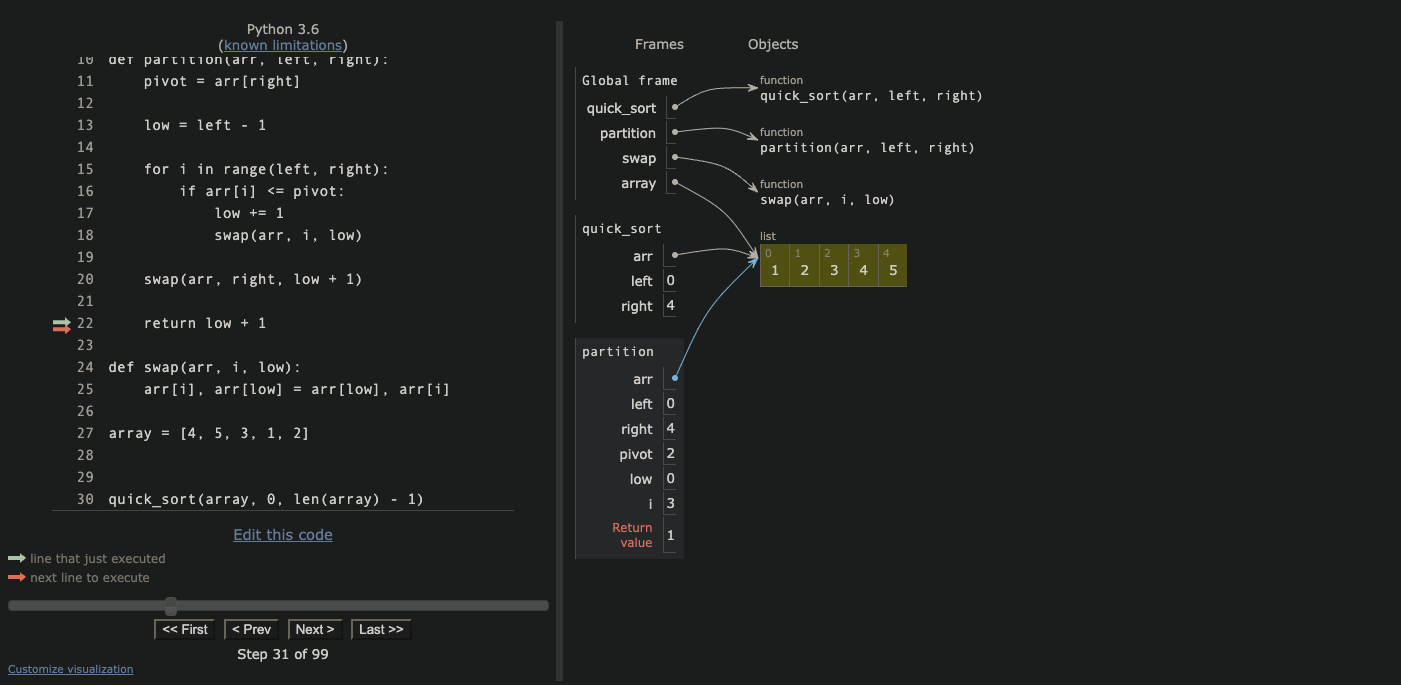 Python 3.6
(known limitations)
10 def partition(arr, left, right):
11 pivot = arr[right]
12
13 low = left - 1
14
15 for i in range(left, right):
16 if arr[i] <= pivot:
17 low += 1
18 swap(arr, i, low)
19
20 swap(arr, right, low + 1)
21
22 return low + 1
23
24 def swap(arr, i, low):
25 arr[i], arr[low] = arr[low], arr[i]
26
27 array = [4, 5, 3, 1, 2]
28
29
30 quick_sort(array, 0, len(array) - 1)
Edit this code
line that just executed
next line to execute
<< First < Prev Next > Last >>
Step 31 of 99
Customize visualization
Frames Objects
Global frame
quick_sort
partition
swap
array
function
quick_sort(arr, left, right)
function
partition(arr, left, right)
function
swap(arr, i, low)
list
0 1 2 3 4
1 2 3 4 5
quick_sort
arr
left 0
right 4
partition
arr
left 0
right 4
pivot 2
low 0
i 3
Return
value 1